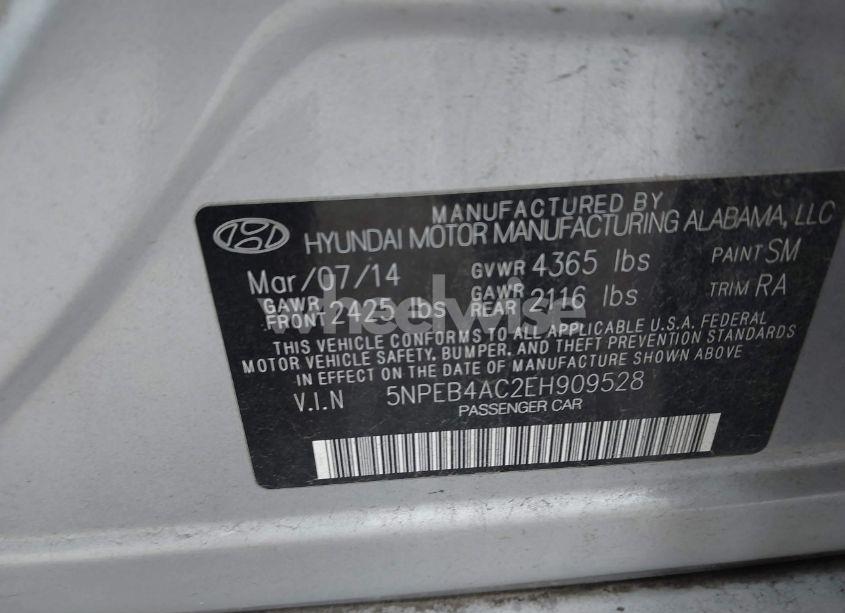 MANUFACTURED BY
HYUNDAI MOTOR MANUFACTURING ALABAMA, LLC
Mar/07/14 GVWR 4365 lbs PAINT SM
GAWR FRONT 2425 lbs GAWR REAR 2116 lbs TRIM RA
THIS VEHICLE CONFORMS TO ALL APPLICABLE U.S.A. FEDERAL
MOTOR VEHICLE SAFETY, BUMPER, AND THEFT PREVENTION STANDARDS
IN EFFECT ON THE DATE OF MANUFACTURE SHOWN ABOVE
V.I.N 5NPEB4AC2EH909528
PASSENGER CAR
wheelwise